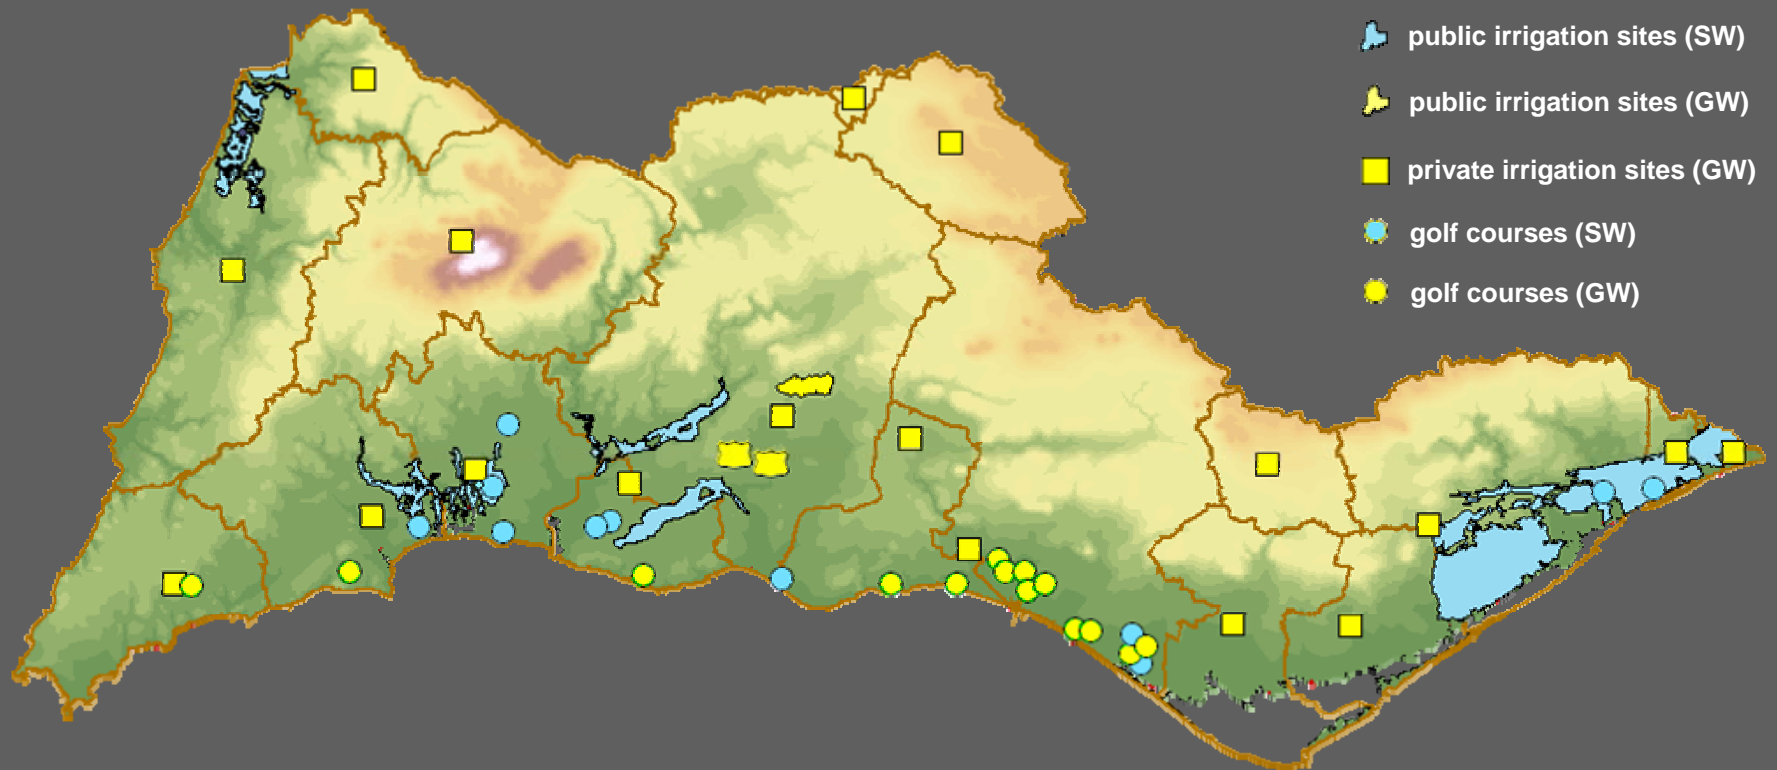 public irrigation sites (SW)
public irrigation sites (GW)
private irrigation sites (GW)
golf courses (SW)
golf courses (GW)